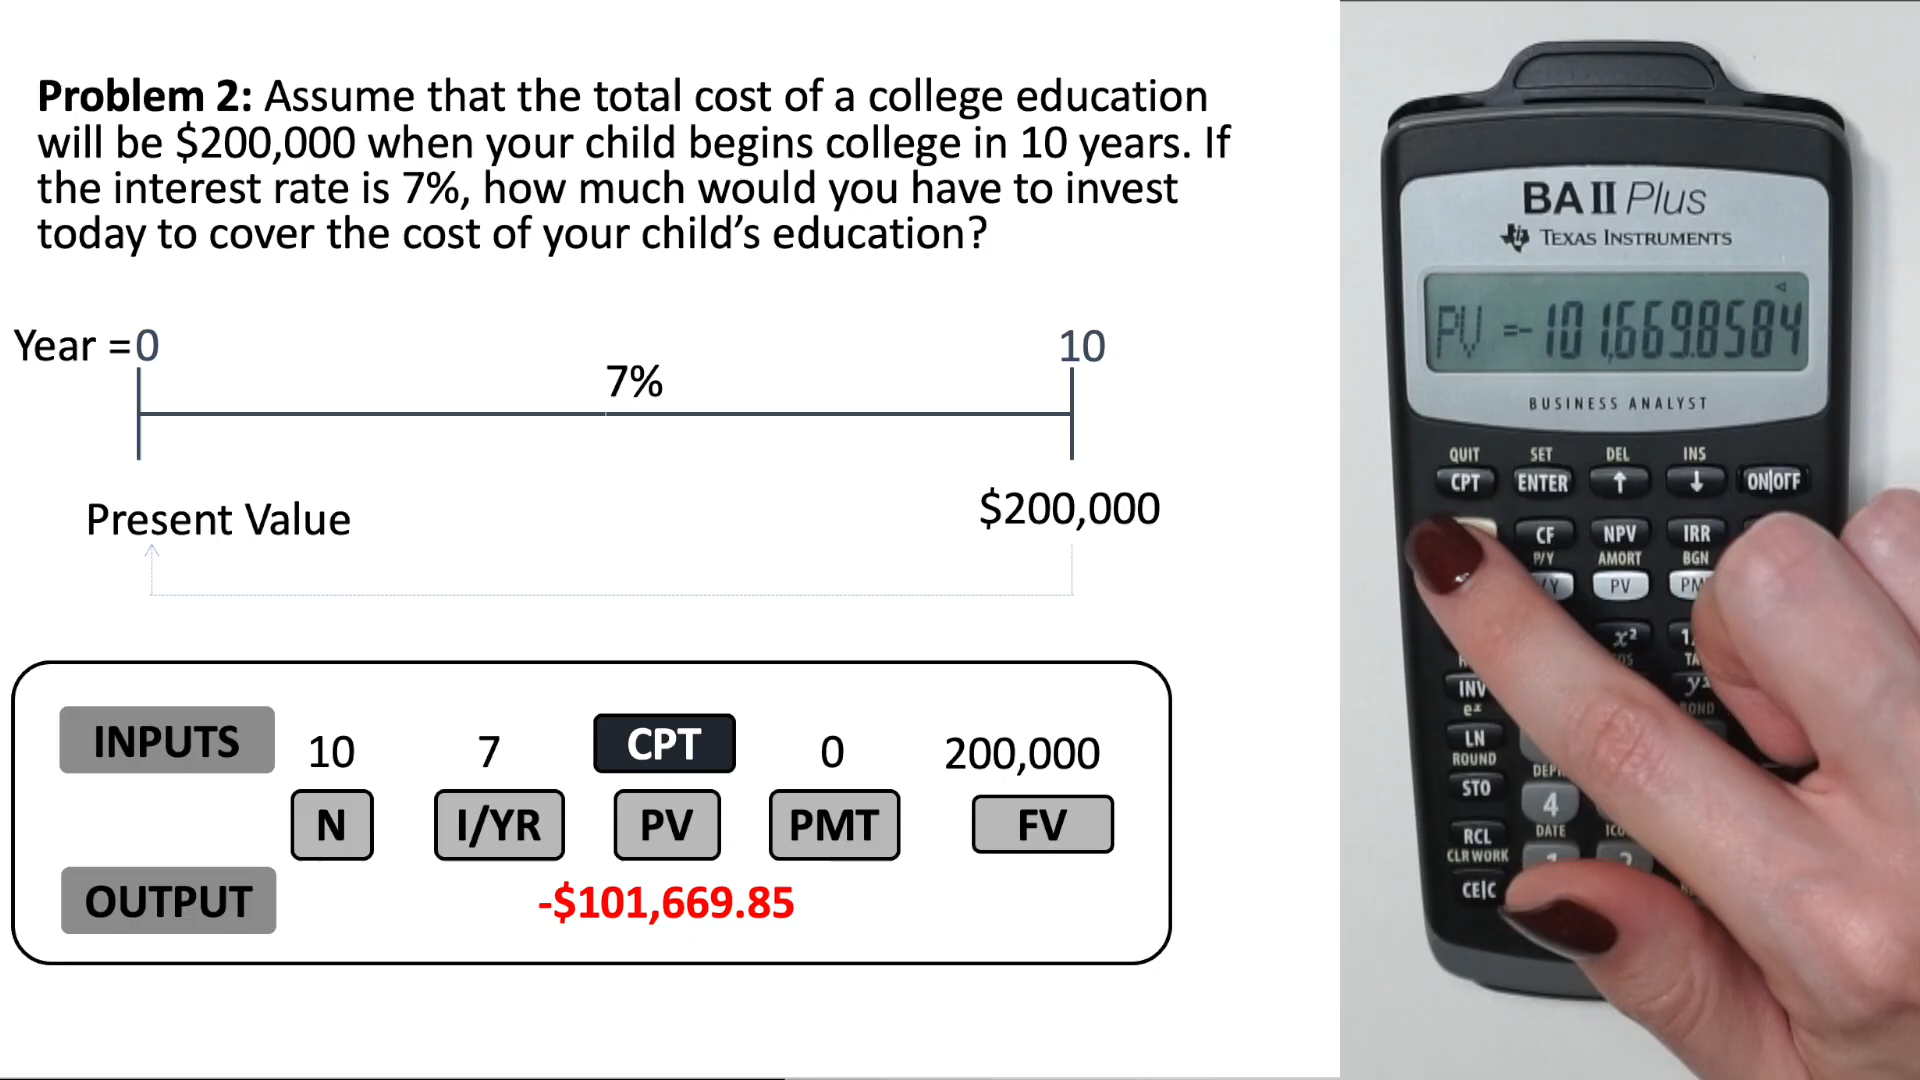 Problem 2: Assume that the total cost of a college education
will be $200,000 when your child begins college in 10 years. If
the interest rate is 7%, how much would you have to invest
today to cover the cost of your child’s education?
Year =0
10
7%
Present Value
$200,000
INPUTS
10
7
CPT
0
200,000
N
I/YR
PV
PMT
FV
OUTPUT
-$101,669.85
BA II Plus
TEXAS INSTRUMENTS
PV =-101,669.8584
BUSINESS ANALYST
QUIT SET DEL INS
CPT ENTER ↑ ↓ ON|OFF
CF NPV IRR
P/Y AMORT BGN
PV
x²
INV
eˣ
LN
ROUND
STO
4
RCL DATE
CLR WORK
CE|C